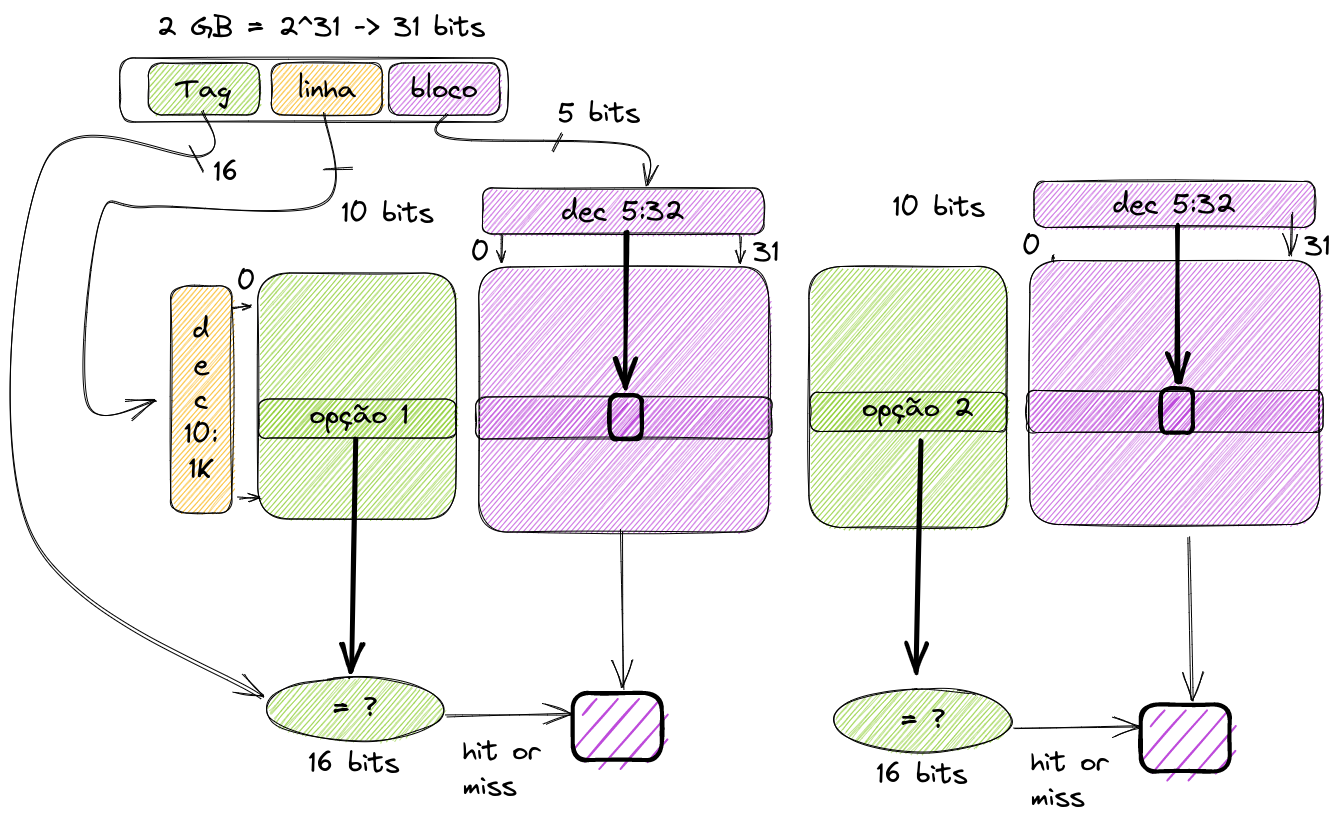 2 GB = 2^31 -> 31 bits
Tag
linha
bloco
5 bits
16
10 bits
dec 5:32
0
31
10 bits
dec 5:32
0
31
0
d
e
c
10:
1K
opção 1
opção 2
= ?
16 bits
hit or
miss
= ?
16 bits
hit or
miss